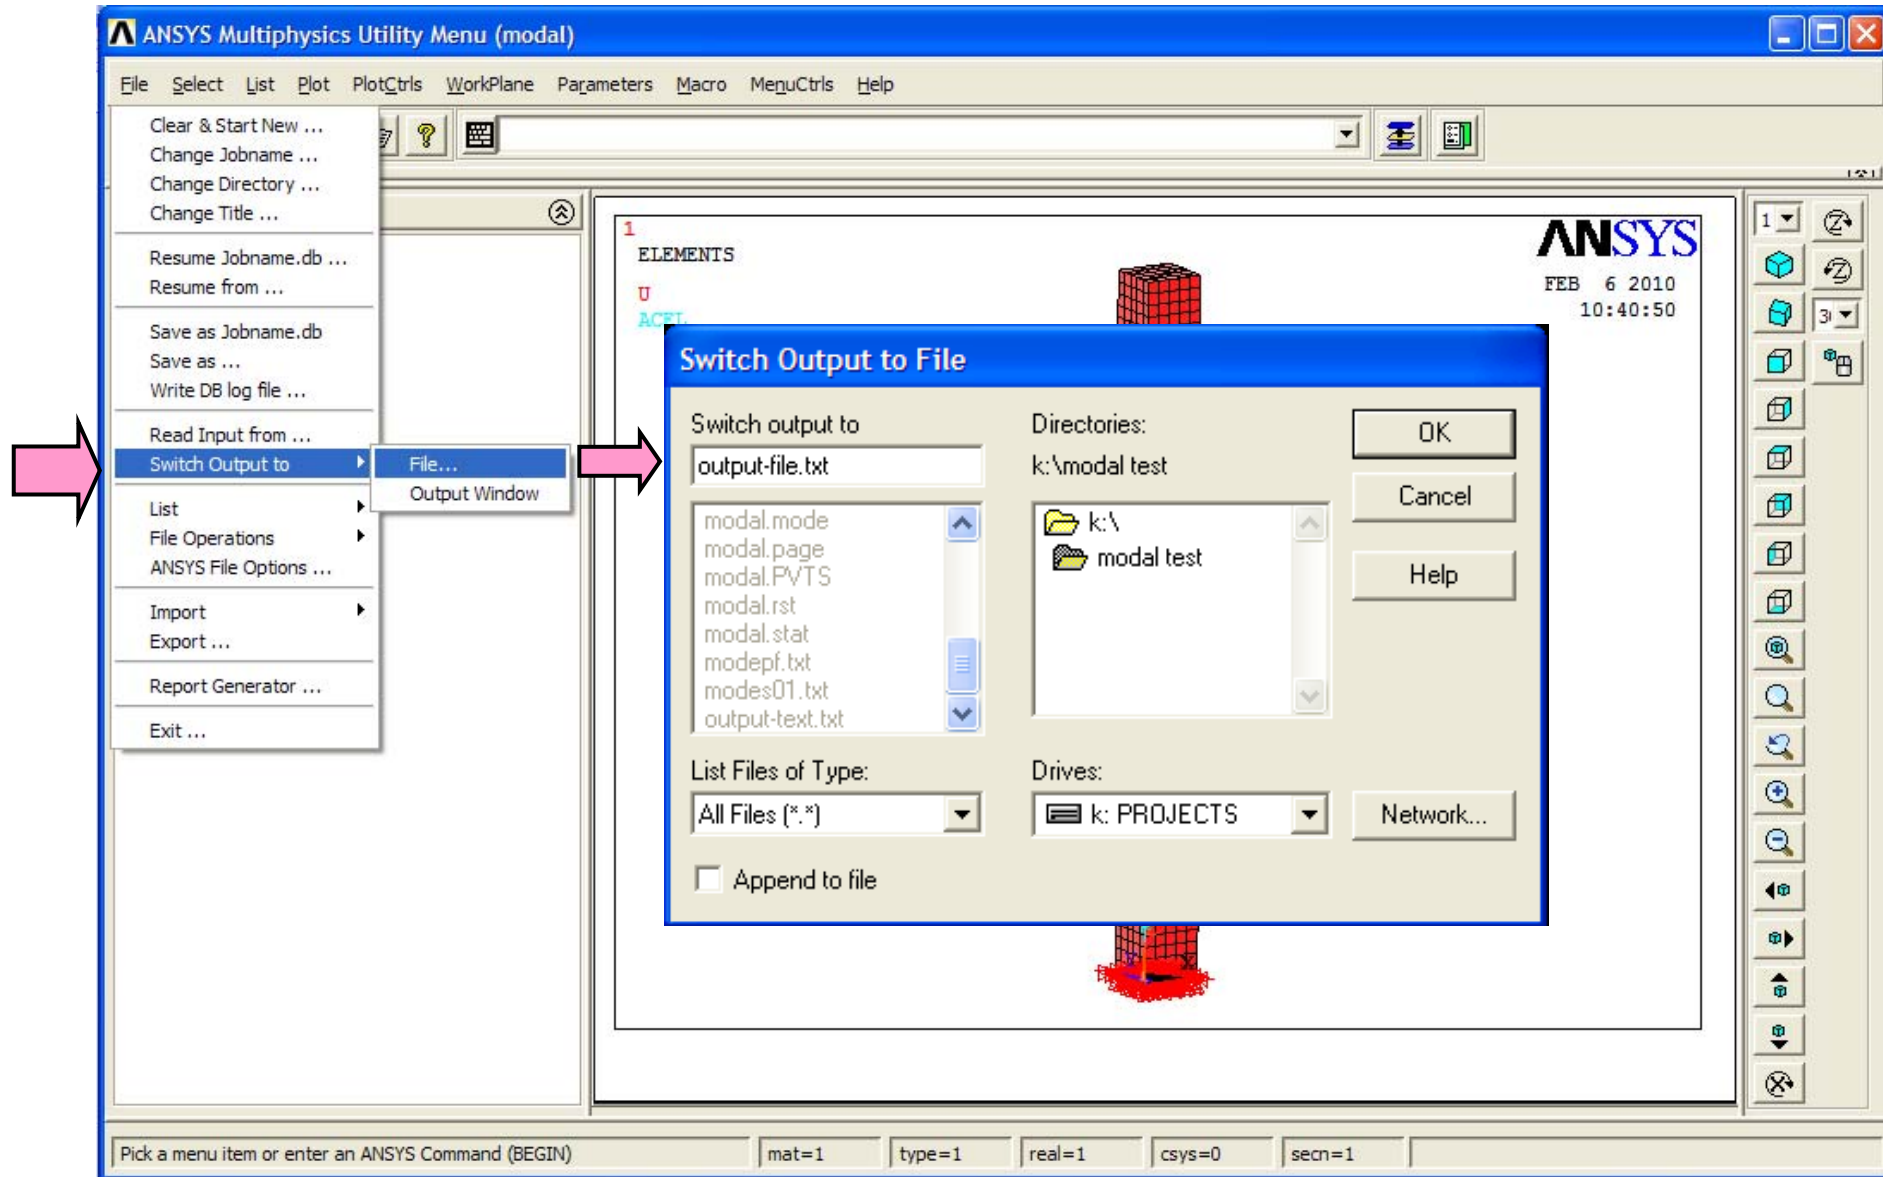 ANSYS Multiphysics Utility Menu (modal)
File Select List Plot PlotCtrls WorkPlane Parameters Macro MenuCtrls Help
Clear & Start New ...
Change Jobname ...
Change Directory ...
Change Title ...
Resume Jobname.db ...
Resume from ...
Save as Jobname.db
Save as ...
Write DB log file ...
Read Input from ...
Switch Output to
List
File Operations
ANSYS File Options ...
Import
Export ...
Report Generator ...
Exit ...
File...
Output Window
1
ELEMENTS
U
ACEL
ANSYS
FEB 6 2010
10:40:50
Switch Output to File
Switch output to
output-file.txt
modal.mode
modal.page
modal.PVTS
modal.rst
modal.stat
modepf.txt
modes01.txt
output-text.txt
List Files of Type:
All Files (*.*)
Append to file
Directories:
k:\modal test
k:\
modal test
Drives:
k: PROJECTS
OK
Cancel
Help
Network...
X
1
Pick a menu item or enter an ANSYS Command (BEGIN) mat=1 type=1 real=1 csys=0 secn=1